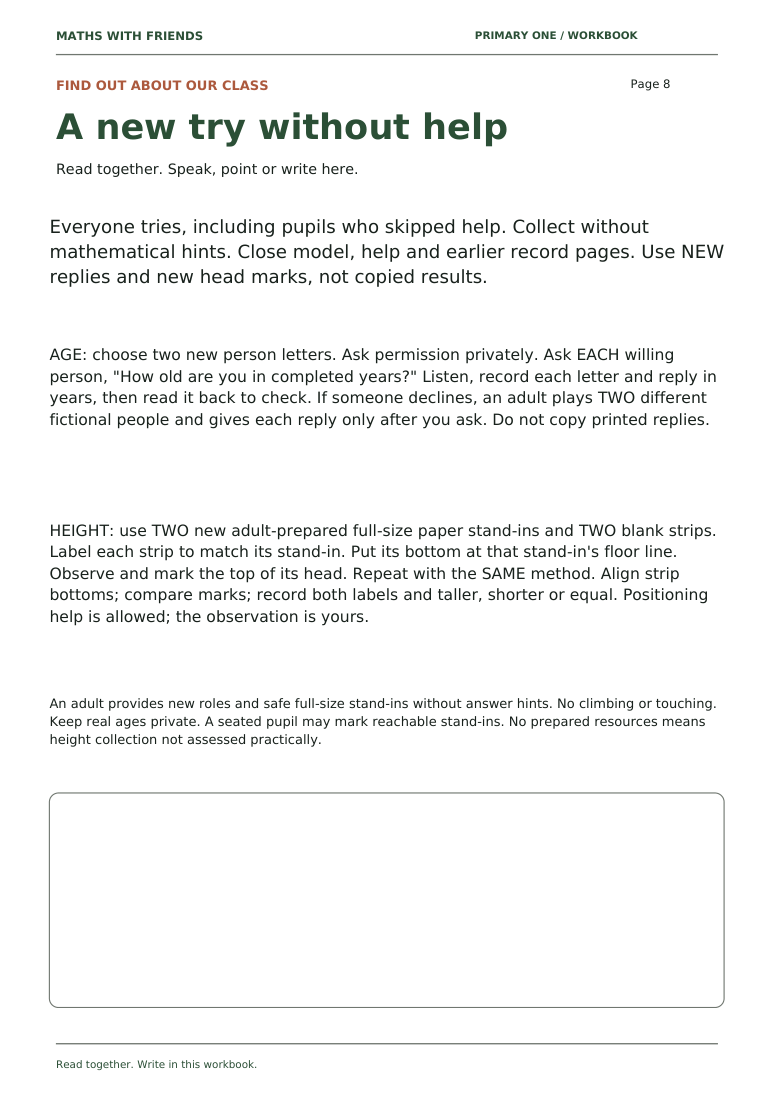 MATHS WITH FRIENDS
PRIMARY ONE / WORKBOOK
FIND OUT ABOUT OUR CLASS
Page 8
A new try without help
Read together. Speak, point or write here.
Everyone tries, including pupils who skipped help. Collect without
mathematical hints. Close model, help and earlier record pages. Use NEW
replies and new head marks, not copied results.
AGE: choose two new person letters. Ask permission privately. Ask EACH willing
person, "How old are you in completed years?" Listen, record each letter and reply in
years, then read it back to check. If someone declines, an adult plays TWO different
fictional people and gives each reply only after you ask. Do not copy printed replies.
HEIGHT: use TWO new adult-prepared full-size paper stand-ins and TWO blank strips.
Label each strip to match its stand-in. Put its bottom at that stand-in's floor line.
Observe and mark the top of its head. Repeat with the SAME method. Align strip
bottoms; compare marks; record both labels and taller, shorter or equal. Positioning
help is allowed; the observation is yours.
An adult provides new roles and safe full-size stand-ins without answer hints. No climbing or touching.
Keep real ages private. A seated pupil may mark reachable stand-ins. No prepared resources means
height collection not assessed practically.
Read together. Write in this workbook.